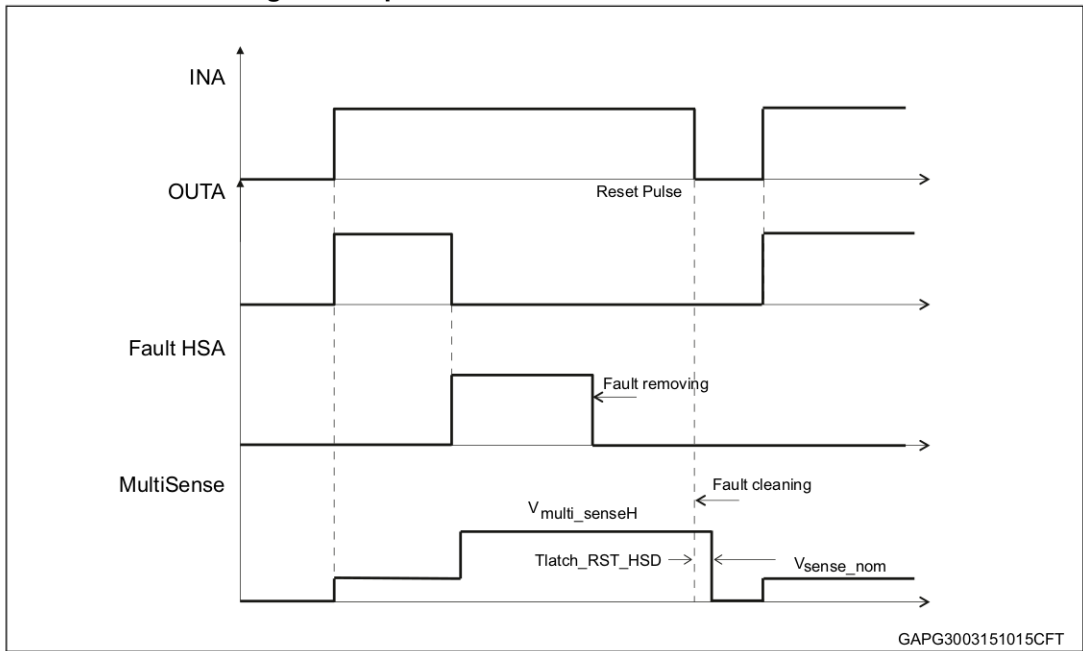 INA
OUTA
Reset Pulse
Fault HSA
Fault removing
MultiSense
Fault cleaning
Vmulti_senseH
Tlatch_RST_HSD
Vsense_nom
GAPG3003151015CFT